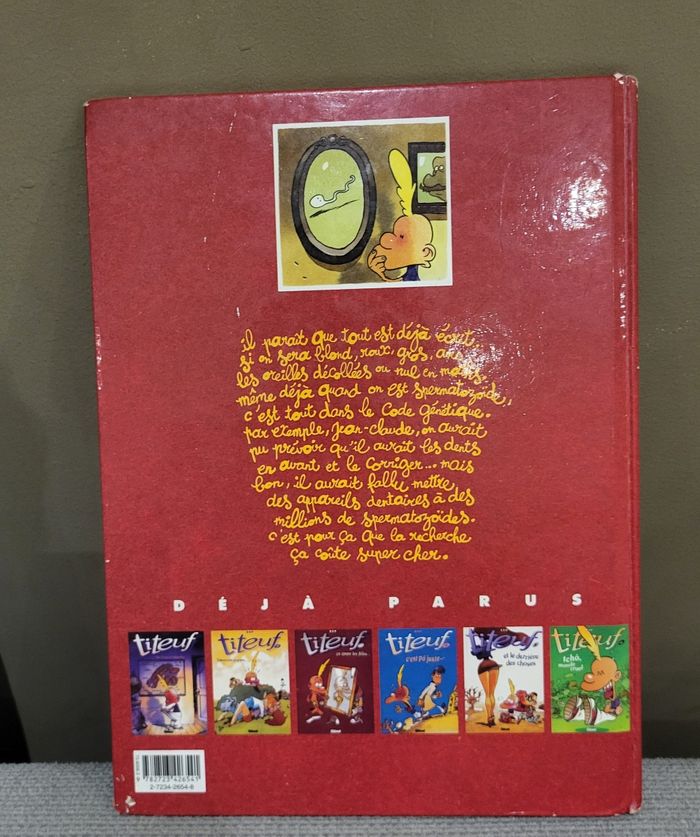 il paraît que tout est déjà écrit,
si on sera blond, roux, gros,
les oreilles décollées ou nul en maths,
même déjà quand on est spermatozoïde,
c'est tout dans le code génétique.
par exemple, Jean-Claude, on aurait
pu prévoir qu'il aurait les dents
en avant et le corriger... mais
bon, il aurait fallu mettre
des appareils dentaires à des
millions de spermatozoïdes.
c'est pour ça que la recherche
ça coûte super cher.
DÉJÀ PARUS
titeuf
titeuf
titeuf
ça épate les filles...
titeuf
c'est pô juste...
titeuf
et le derrière
des choses
titeuf
tchô,
monde
cruel
9782723426541
2-7234-2654-8